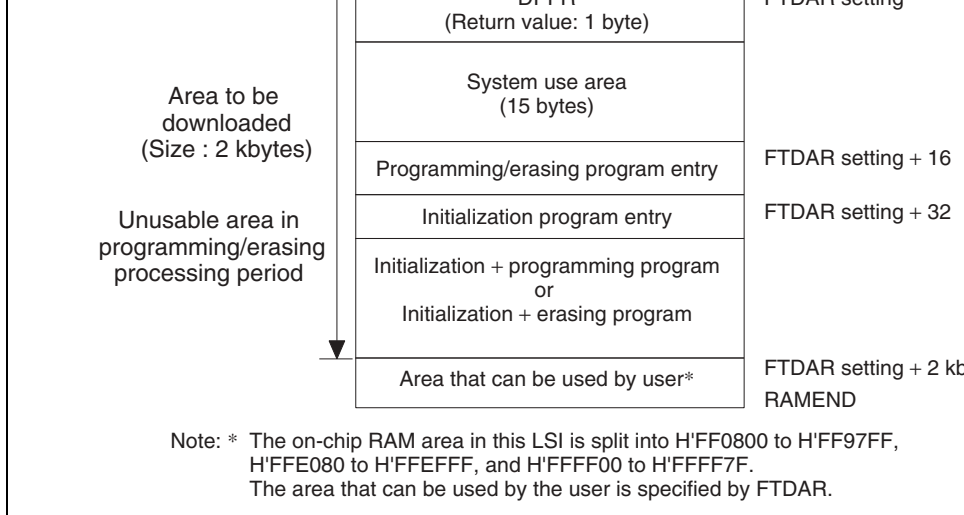 (Return value: 1 byte)
System use area
(15 bytes)
Area to be
downloaded
(Size : 2 kbytes)
Programming/erasing program entry
FTDAR setting + 16
Initialization program entry
FTDAR setting + 32
Unusable area in
programming/erasing
processing period
Initialization + programming program
or
Initialization + erasing program
Area that can be used by user*
FTDAR setting + 2 kb
RAMEND
Note: * The on-chip RAM area in this LSI is split into H'FF0800 to H'FF97FF,
H'FFE080 to H'FFEFFF, and H'FFFF00 to H'FFFF7F.
The area that can be used by the user is specified by FTDAR.